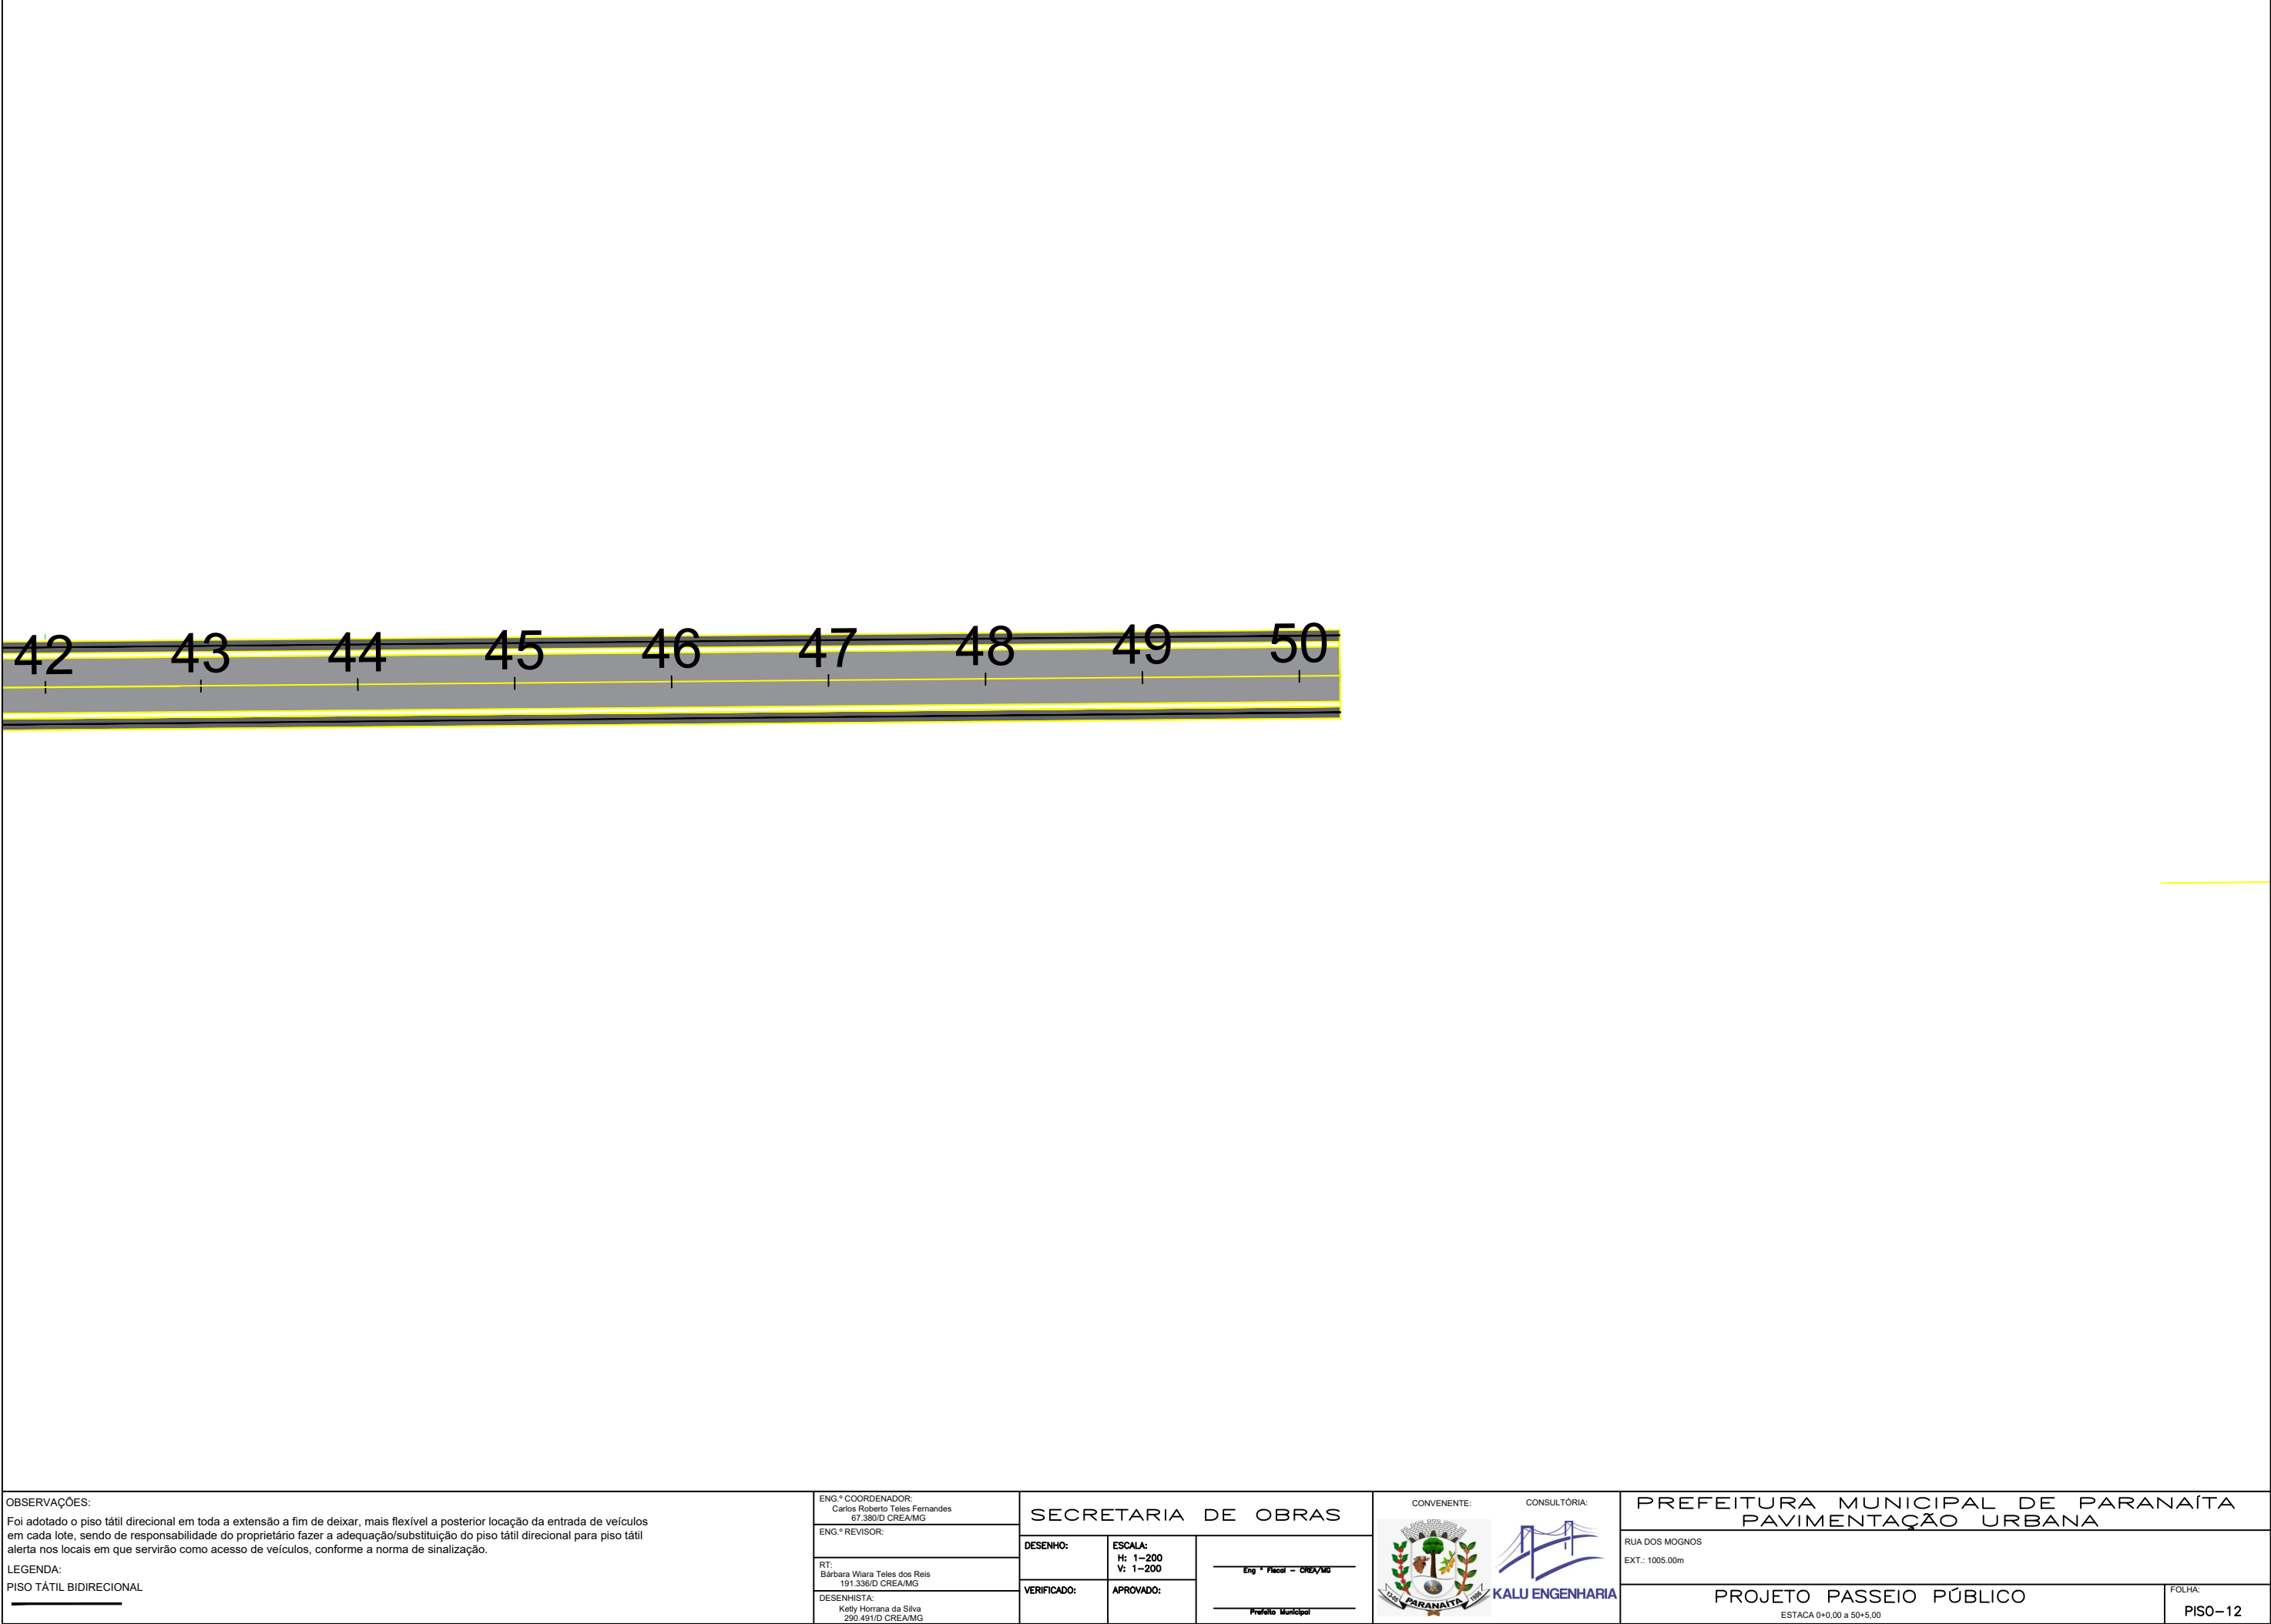 42 43 44 45 46 47 48 49 50
OBSERVAÇÕES:
Foi adotado o piso tátil direcional em toda a extensão a fim de deixar, mais flexível a posterior locação da entrada de veículos
em cada lote, sendo de responsabilidade do proprietário fazer a adequação/substituição do piso tátil direcional para piso tátil
alerta nos locais em que servirão como acesso de veículos, conforme a norma de sinalização.
LEGENDA:
PISO TÁTIL BIDIRECIONAL
ENG.º COORDENADOR:
Carlos Roberto Teles Fernandes
67.380/D CREA/MG
ENG.º REVISOR:
RT:
Bárbara Wiara Teles dos Reis
191.336/D CREA/MG
DESENHISTA:
Ketly Horrana da Silva
290.491/D CREA/MG
SECRETARIA DE OBRAS
DESENHO:
ESCALA:
H: 1-200
V: 1-200
VERIFICADO:
APROVADO:
Eng º Fiscal - CREA/MG
Prefeito Municipal
CONVENENTE:
CONSULTÓRIA:
13-05 PARANAÍTA 1986
KALU ENGENHARIA
PREFEITURA MUNICIPAL DE PARANAÍTA
PAVIMENTAÇÃO URBANA
RUA DOS MOGNOS
EXT.: 1005.00m
PROJETO PASSEIO PÚBLICO
ESTACA 0+0,00 a 50+5,00
FOLHA:
PISO-12